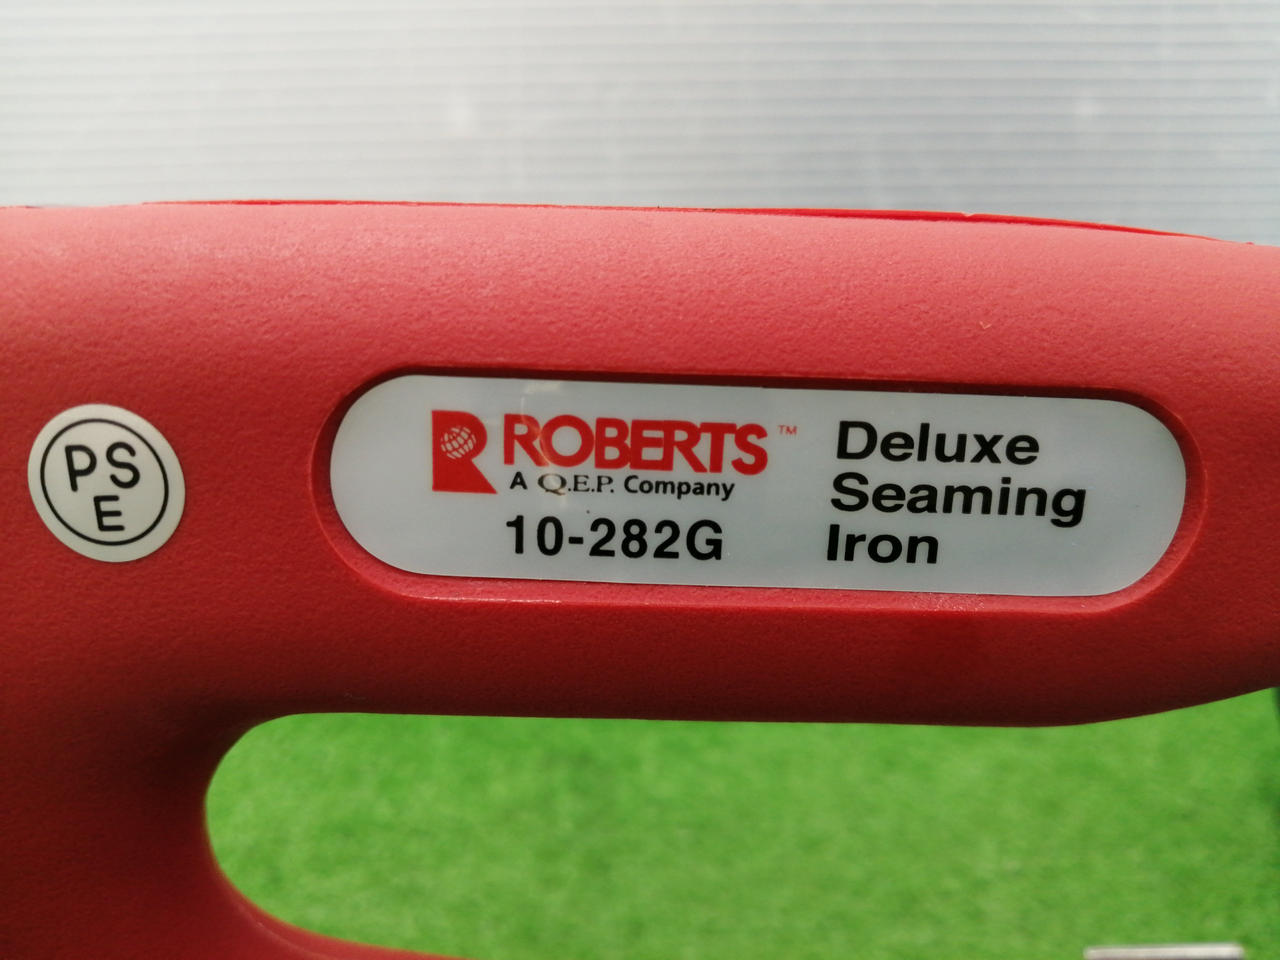 PS
E
ROBERTS™
A Q.E.P. Company
10-282G
Deluxe
Seaming
Iron